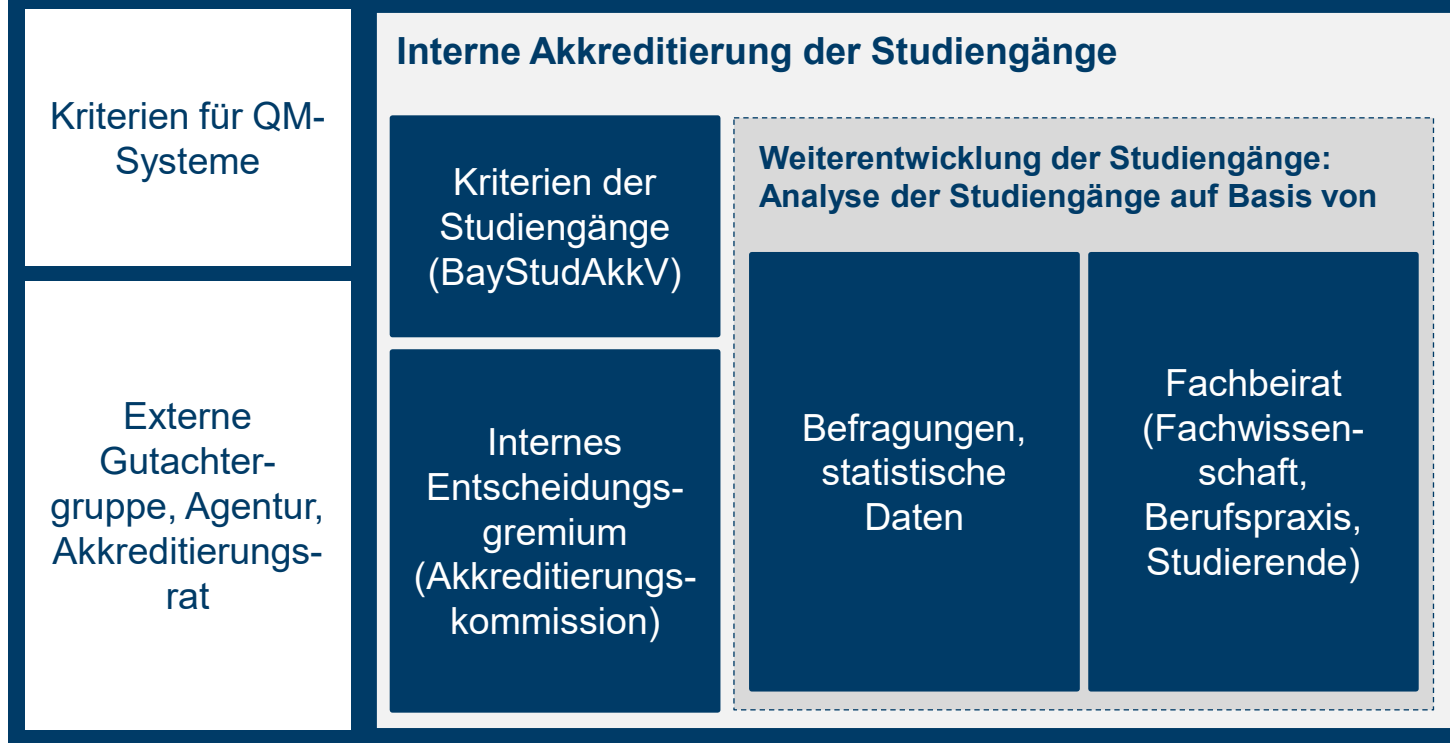 Kriterien für QM-
Systeme
Externe
Gutachter-
gruppe, Agentur,
Akkreditierungs-
rat
Interne Akkreditierung der Studiengänge
Kriterien der
Studiengänge
(BayStudAkkV)
Internes
Entscheidungs-
gremium
(Akkreditierungs-
kommission)
Weiterentwicklung der Studiengänge:
Analyse der Studiengänge auf Basis von
Befragungen,
statistische
Daten
Fachbeirat
(Fachwissen-
schaft,
Berufspraxis,
Studierende)